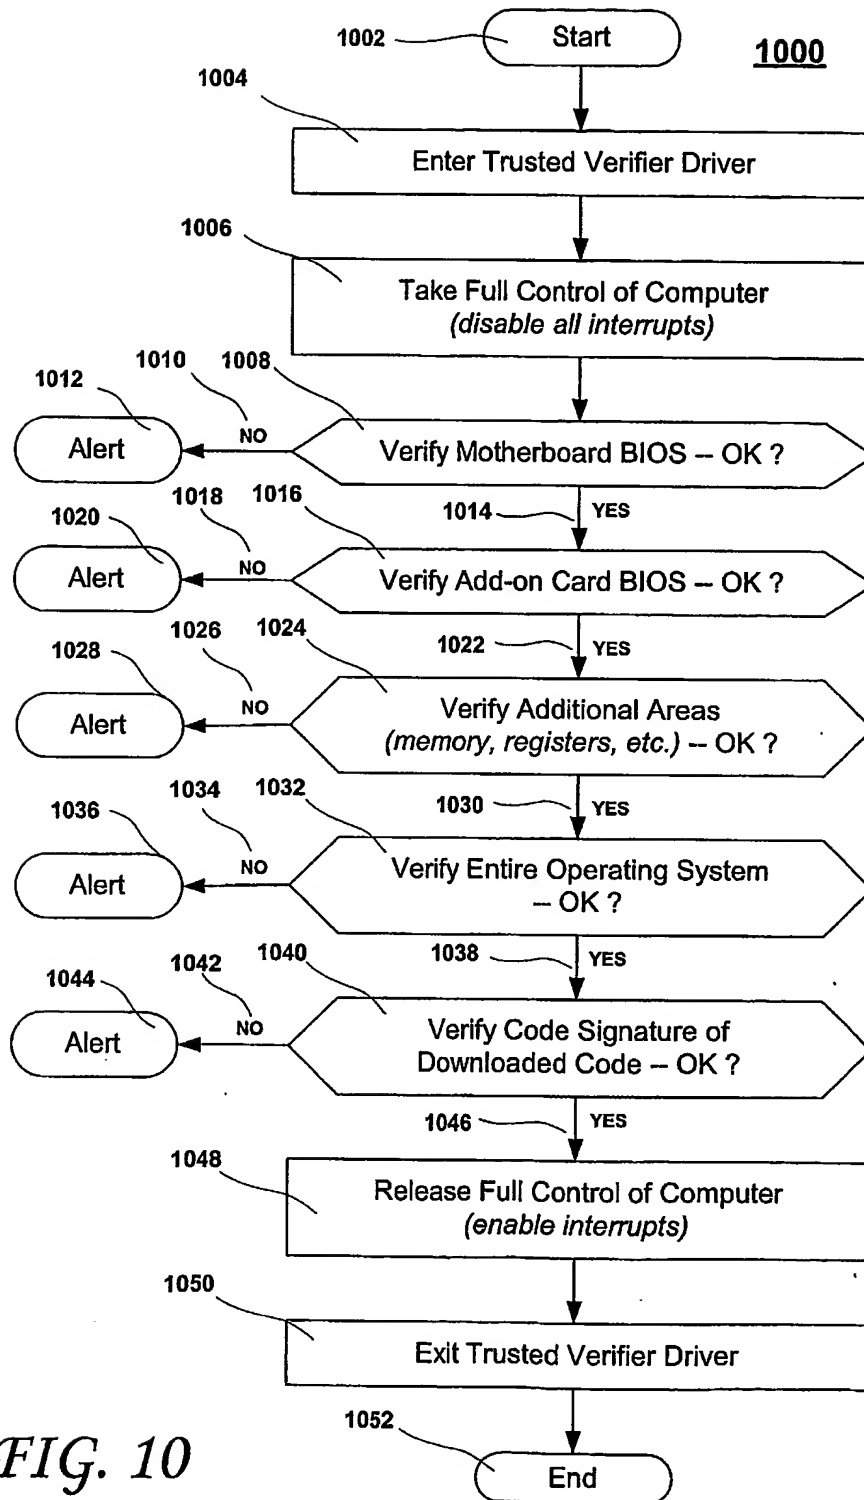 1002
Start
1000
1004
Enter Trusted Verifier Driver
1006
Take Full Control of Computer
(disable all interrupts)
1012
1010
1008
Alert
NO
Verify Motherboard BIOS – OK ?
1014
YES
1020
1018
1016
Alert
NO
Verify Add-on Card BIOS – OK ?
1022
YES
1028
1026
1024
Alert
NO
Verify Additional Areas
(memory, registers, etc.) – OK ?
1030
YES
1036
1034
1032
Alert
NO
Verify Entire Operating System
– OK ?
1038
YES
1044
1042
1040
Alert
NO
Verify Code Signature of
Downloaded Code – OK ?
1046
YES
1048
Release Full Control of Computer
(enable interrupts)
1050
Exit Trusted Verifier Driver
1052
End
FIG. 10